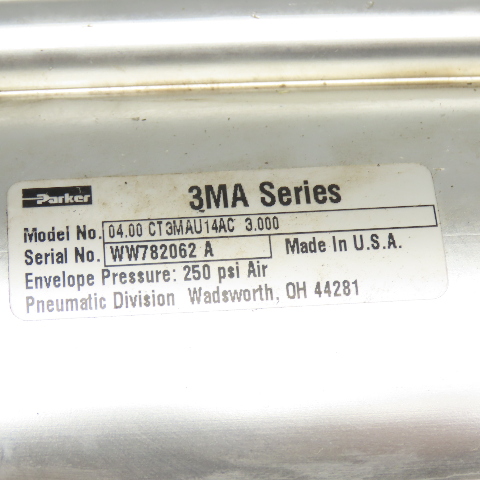 Parker
3MA Series
Model No. 04.00 CT3MAU14AC 3.000
Serial No. WW782062 A Made In U.S.A.
Envelope Pressure: 250 psi Air
Pneumatic Division Wadsworth, OH 44281